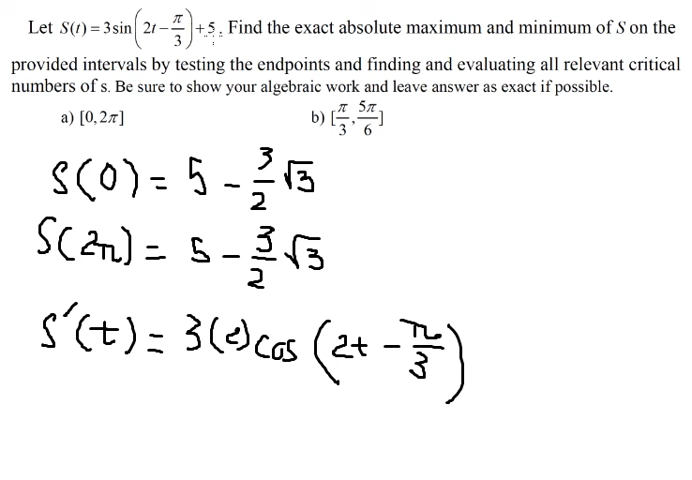 Let S(t) = 3 sin(2t − π/3) + 5. Find the exact absolute maximum and minimum of S on the
provided intervals by testing the endpoints and finding and evaluating all relevant critical
numbers of s. Be sure to show your algebraic work and leave answer as exact if possible.
a) [0, 2π] b) [π/3, 5π/6]
S(0) = 5 - 3/2 √3
S(2π) = 5 - 3/2 √3
S'(t) = 3(2) cos (2t - π/3)